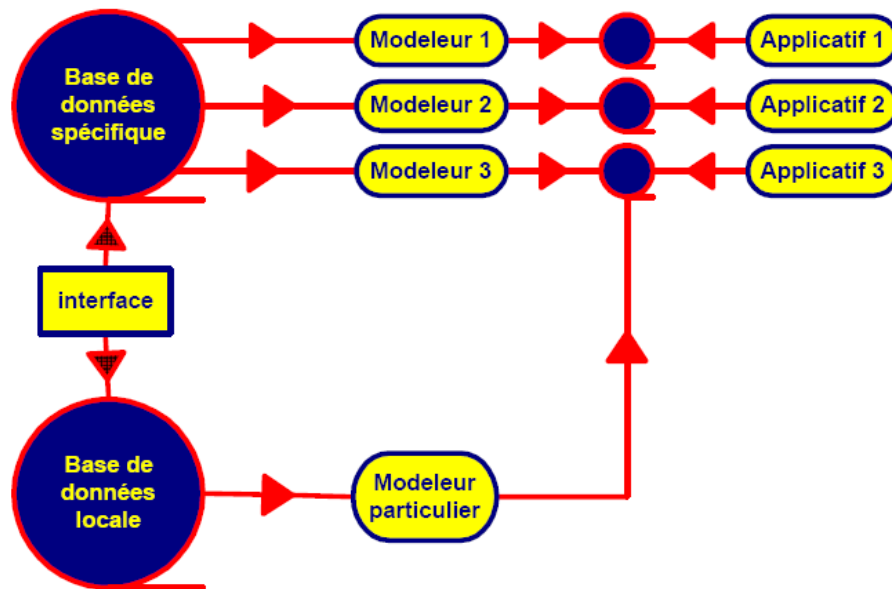 Base de
données
spécifique
Modeleur 1
Applicatif 1
Modeleur 2
Applicatif 2
Modeleur 3
Applicatif 3
interface
Base de
données
locale
Modeleur
particulier